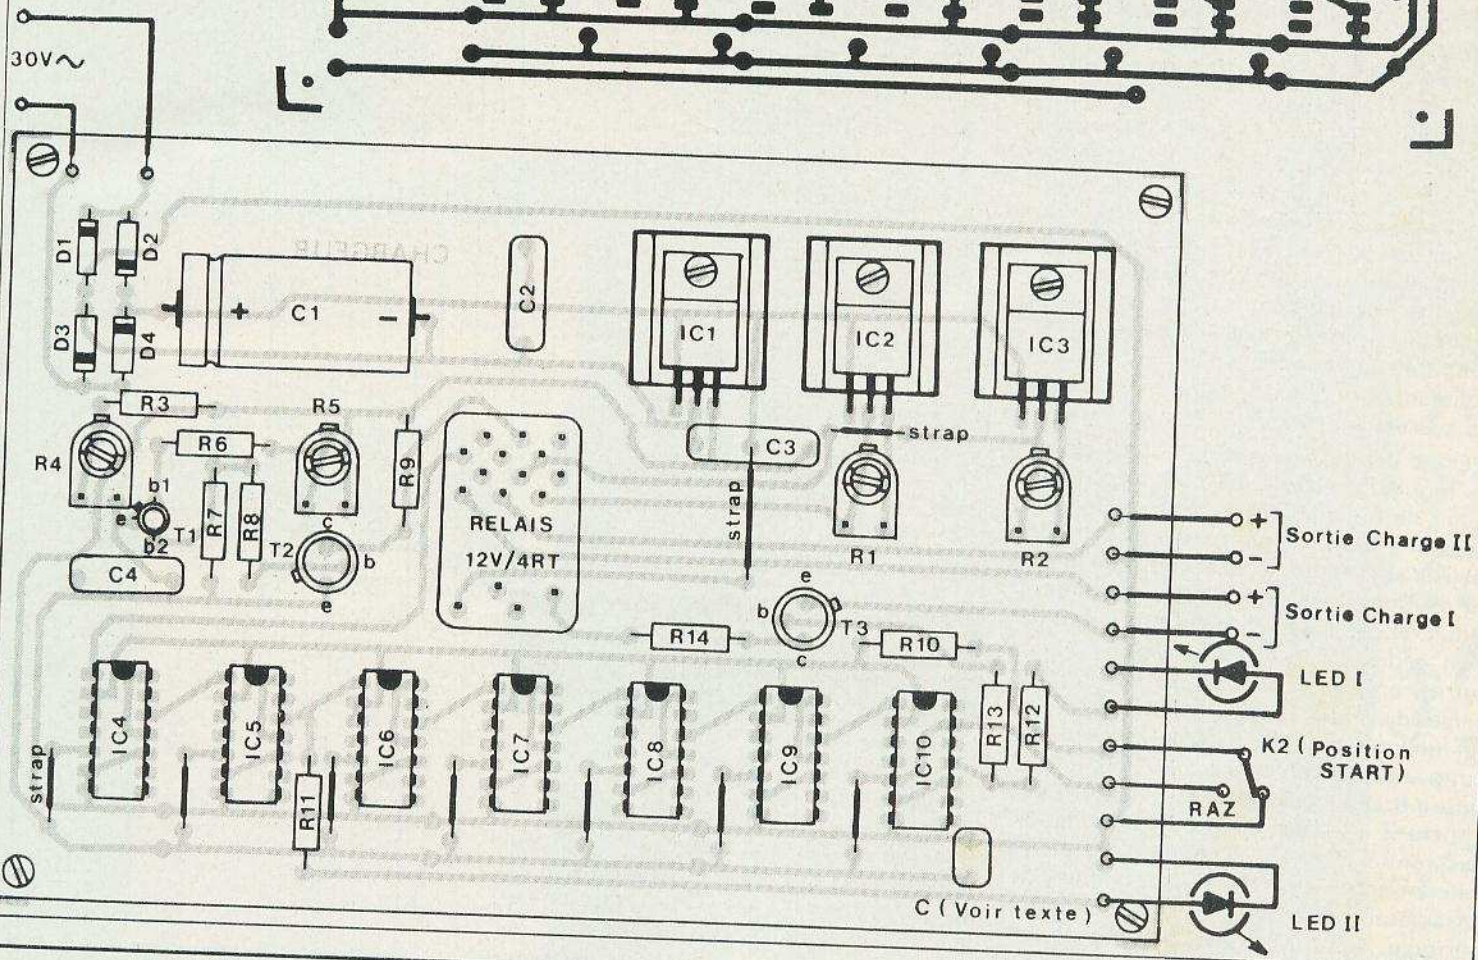 30V~
CHARGEUR
D1
D2
D3
D4
+ C1 -
C2
IC1
IC2
IC3
R3
R5
R6
R4
R9
C3
strap
b1
e
T1
b2
R7
R8
T2
c
b
e
C4
RELAIS
12V/4RT
strap
R1
R2
+
-
Sortie Charge II
+
-
Sortie Charge I
e
b
T3
c
R14
R10
LED I
IC4
IC5
IC6
IC7
IC8
IC9
IC10
R13
R12
K2 (Position
START)
RAZ
strap
R11
C (Voir texte)
LED II